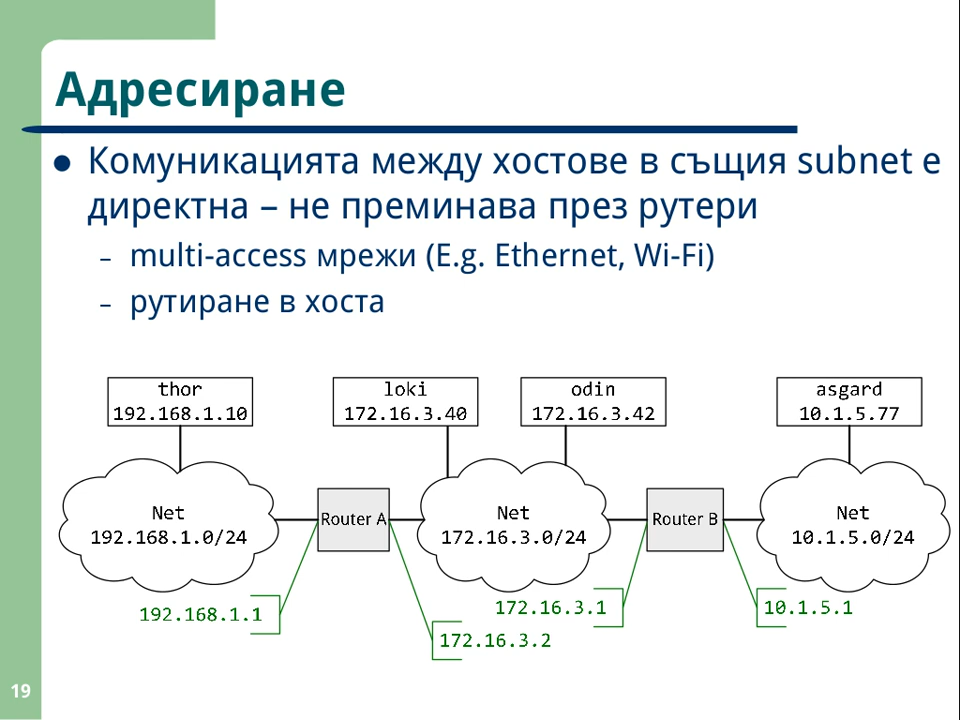 Адресиране
● Комуникацията между хостове в същия subnet е
директна – не преминава през рутери
– multi-access мрежи (E.g. Ethernet, Wi-Fi)
– рутиране в хоста
thor
192.168.1.10
loki
172.16.3.40
odin
172.16.3.42
asgard
10.1.5.77
Net
192.168.1.0/24
Router A
Net
172.16.3.0/24
Router B
Net
10.1.5.0/24
192.168.1.1
172.16.3.2
172.16.3.1
10.1.5.1
19